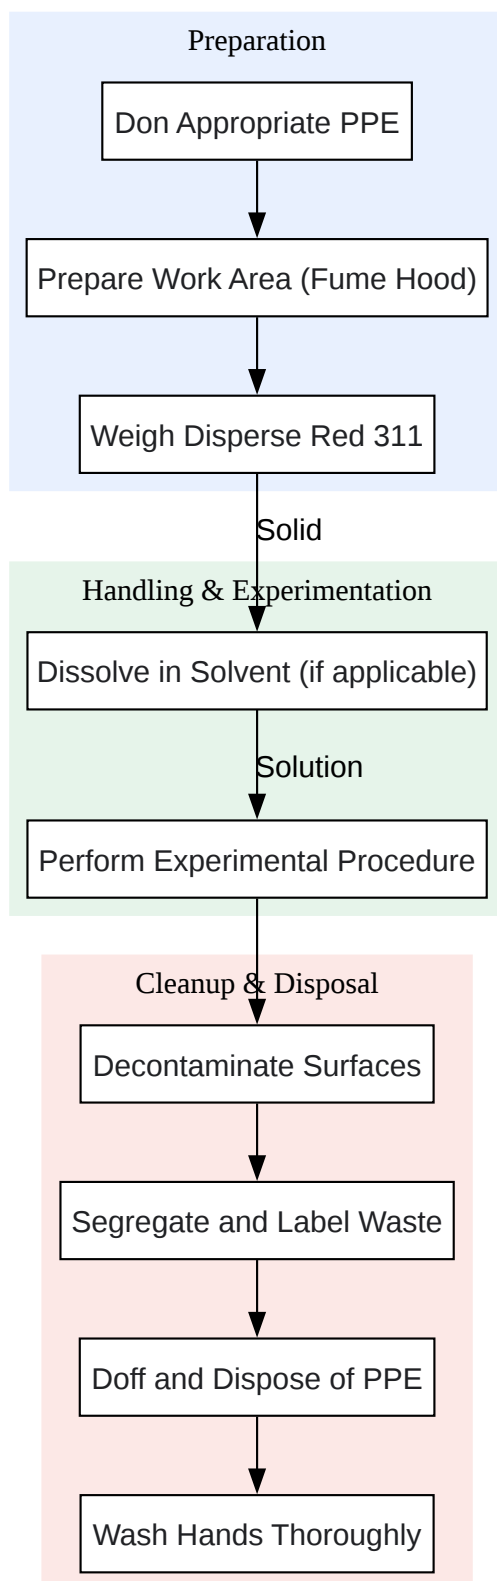 Preparation
Don Appropriate PPE
Prepare Work Area (Fume Hood)
Weigh Disperse Red 311
Solid
Handling & Experimentation
Dissolve in Solvent (if applicable)
Solution
Perform Experimental Procedure
Cleanup & Disposal
Decontaminate Surfaces
Segregate and Label Waste
Doff and Dispose of PPE
Wash Hands Thoroughly